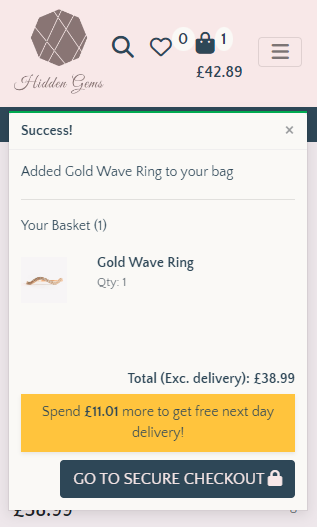 0
1
Hidden Gems
£42.89
Success!
×
Added Gold Wave Ring to your bag
Your Basket (1)
Gold Wave Ring
Qty: 1
Total (Exc. delivery): £38.99
Spend £11.01 more to get free next day
delivery!
GO TO SECURE CHECKOUT
£38.99